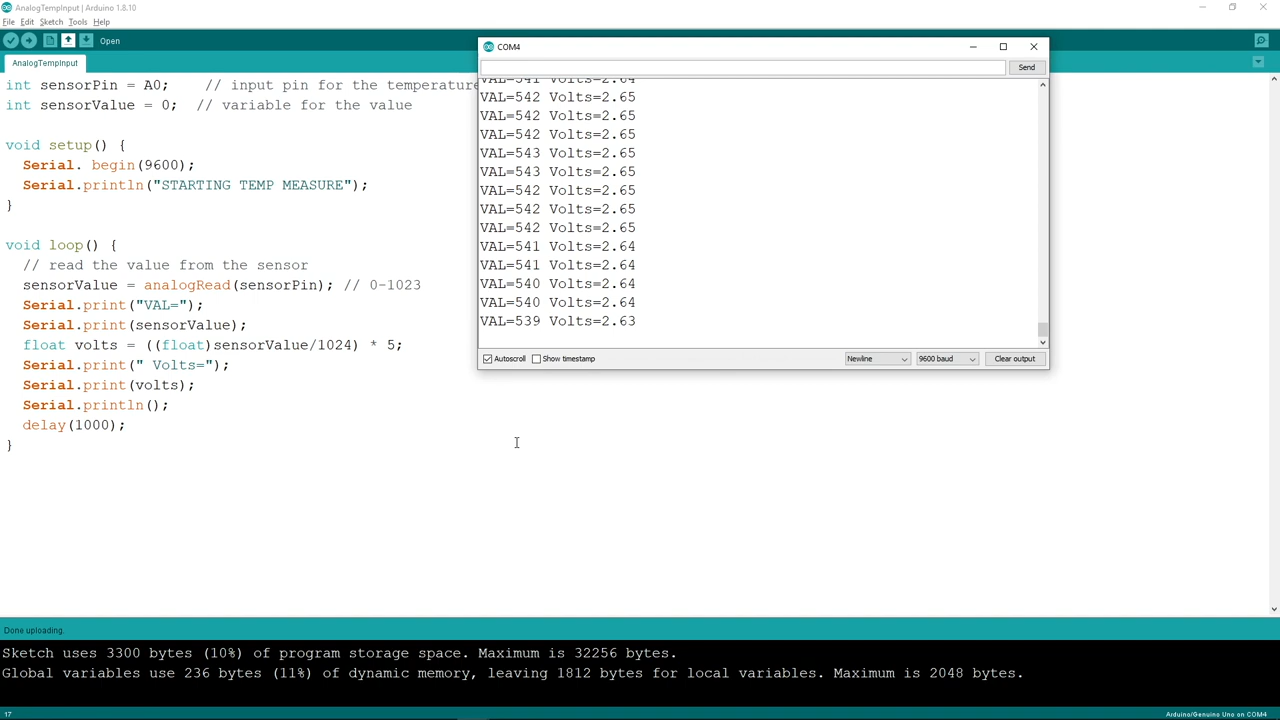 AnalogTempInput | Arduino 1.8.10
File Edit Sketch Tools Help
Open
AnalogTempInput
int sensorPin = A0;    // input pin for the temperature
int sensorValue = 0;  // variable for the value
void setup() {
Serial. begin(9600);
Serial.println("STARTING TEMP MEASURE");
}
void loop() {
// read the value from the sensor
sensorValue = analogRead(sensorPin); // 0-1023
Serial.print("VAL=");
Serial.print(sensorValue);
float volts = ((float)sensorValue/1024) * 5;
Serial.print(" Volts=");
Serial.print(volts);
Serial.println();
delay(1000);
}
COM4
Send
VAL=541 Volts=2.64
VAL=542 Volts=2.65
VAL=542 Volts=2.65
VAL=542 Volts=2.65
VAL=543 Volts=2.65
VAL=543 Volts=2.65
VAL=542 Volts=2.65
VAL=542 Volts=2.65
VAL=542 Volts=2.65
VAL=541 Volts=2.64
VAL=541 Volts=2.64
VAL=540 Volts=2.64
VAL=540 Volts=2.64
VAL=539 Volts=2.63
Autoscroll Show timestamp Newline 9600 baud Clear output
Done uploading.
Sketch uses 3300 bytes (10%) of program storage space. Maximum is 32256 bytes.
Global variables use 236 bytes (11%) of dynamic memory, leaving 1812 bytes for local variables. Maximum is 2048 bytes.
17 Arduino/Genuino Uno on COM4